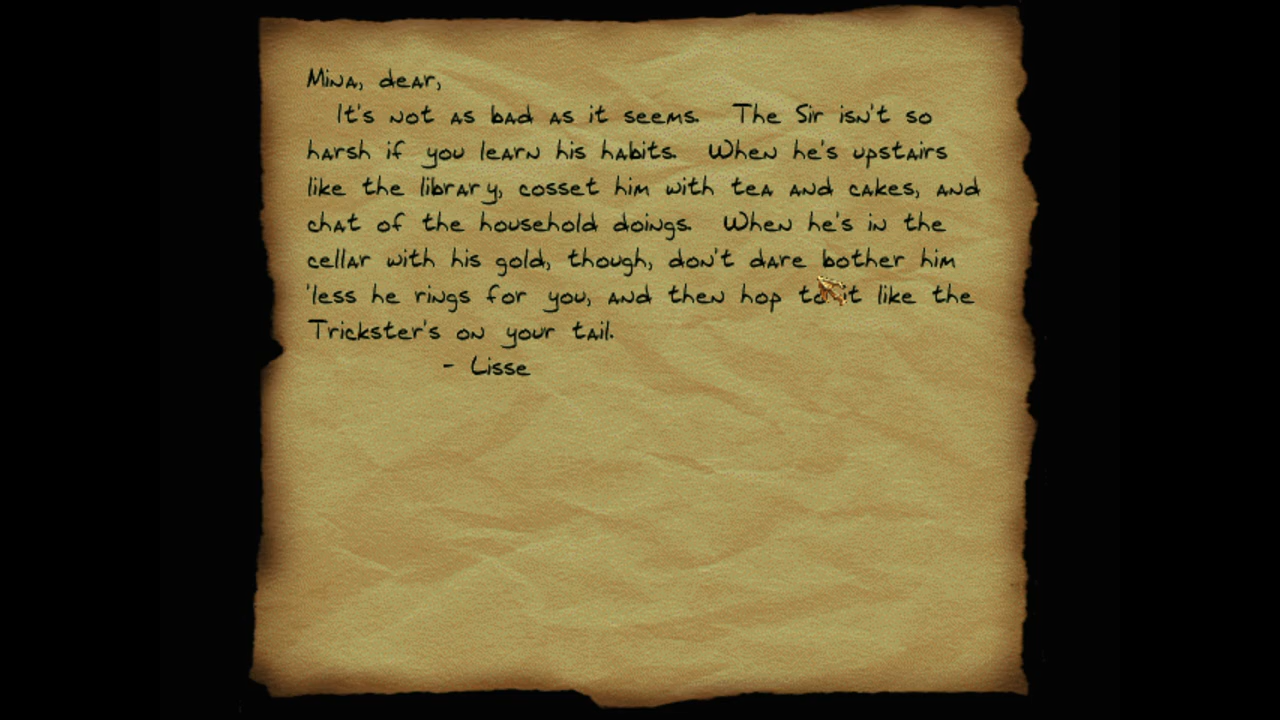 Mina, dear,
It's not as bad as it seems. The Sir isn't so
harsh if you learn his habits. When he's upstairs
like the library, cosset him with tea and cakes, and
chat of the household doings. When he's in the
cellar with his gold, though, don't dare bother him
'less he rings for you, and then hop to it like the
Trickster's on your tail.
- Lisse